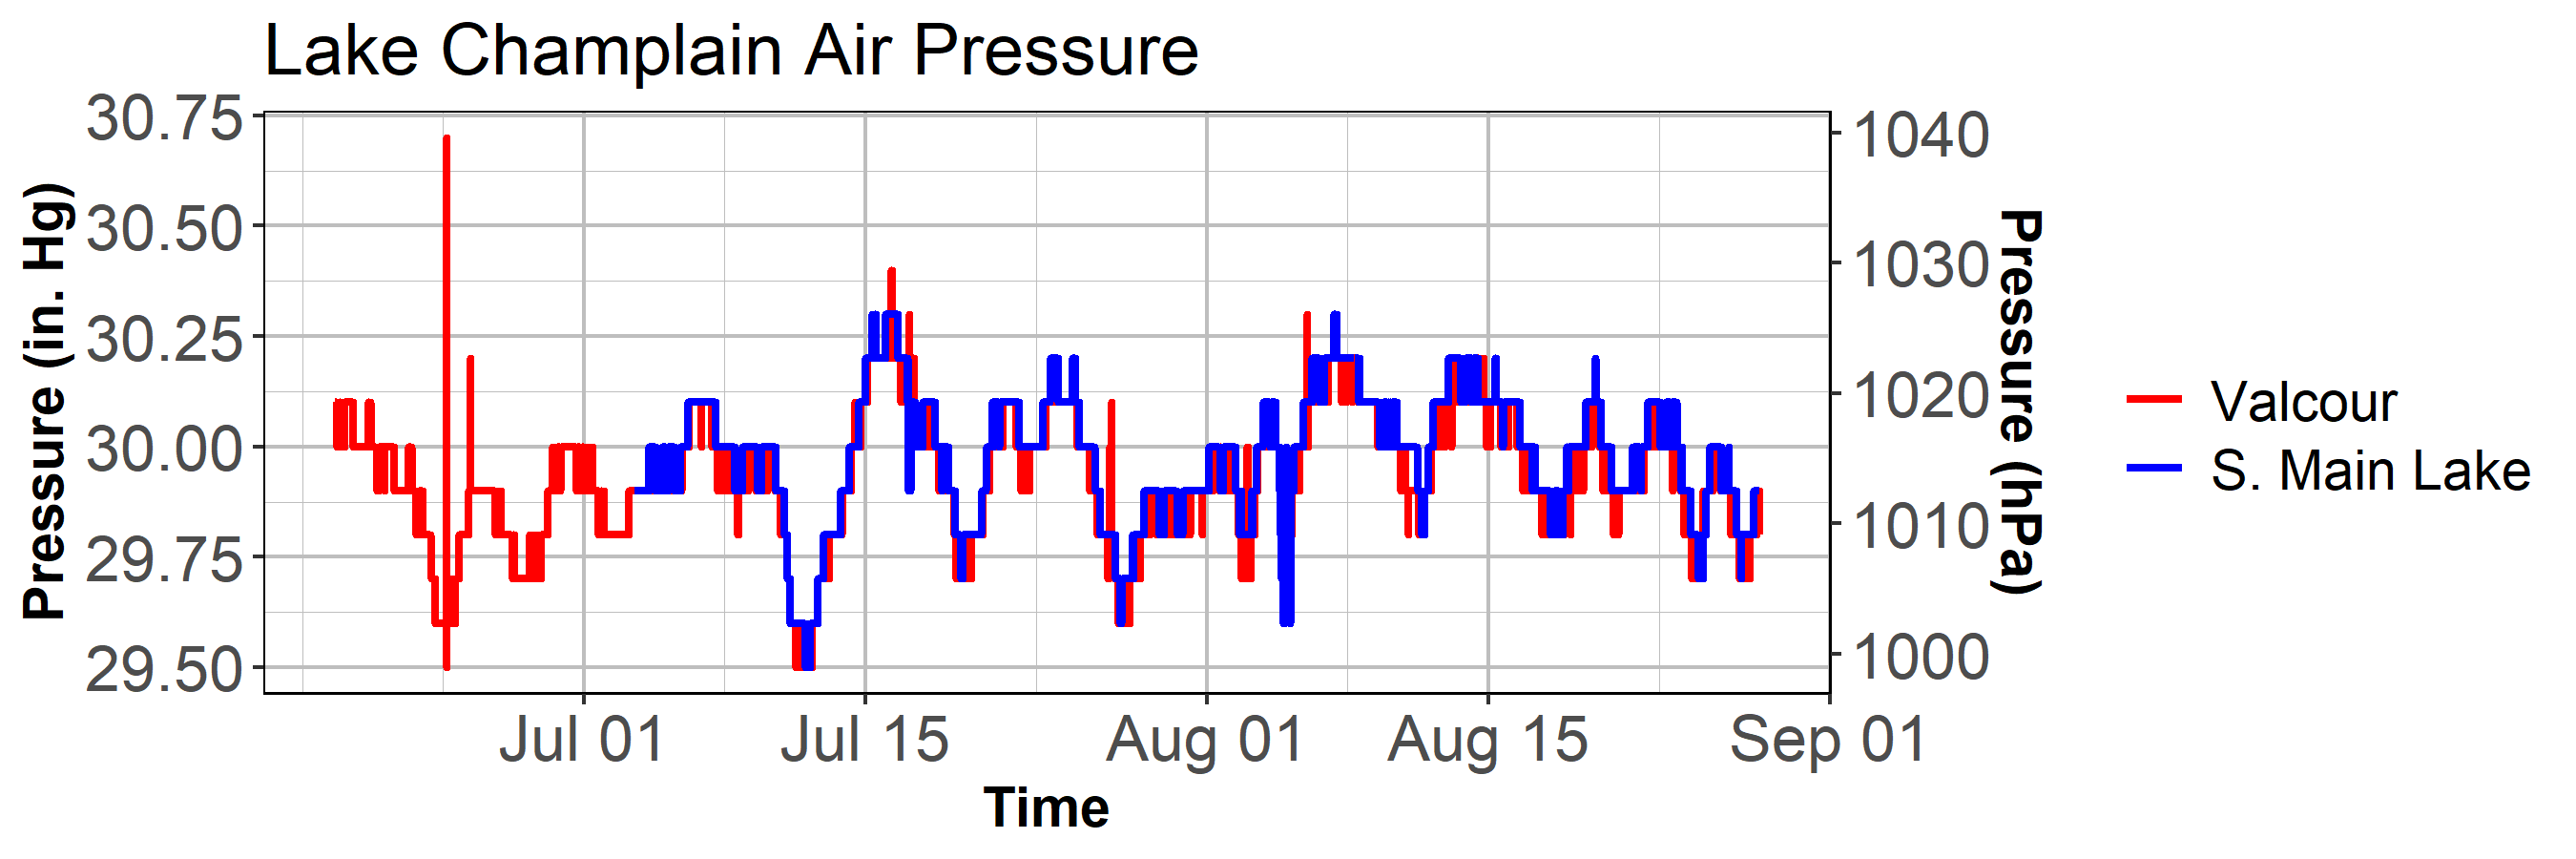 Lake Champlain Air Pressure
Pressure (in. Hg)
30.75
30.50
30.25
30.00
29.75
29.50
1040
1030
1020
1010
1000
Pressure (hPa)
Jul 01
Jul 15
Aug 01
Aug 15
Sep 01
Time
Valcour
S. Main Lake